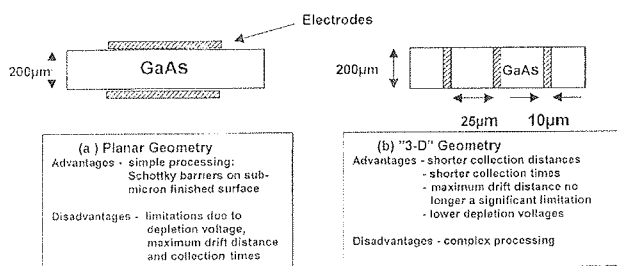 Electrodes
200µm
GaAs
200µm
GaAs
25µm
10µm
(a ) Planar Geometry
Advantages - simple processing:
Schottky barriers on sub-
micron finished surface
Disadvantages - limitations due to
depletion voltage,
maximum drift distance
and collection times
(b) "3-D" Geometry
Advantages - shorter collection distances
- shorter collection times
- maximum drift distance no
longer a significant limitation
- lower depletion voltages
Disadvantages - complex processing